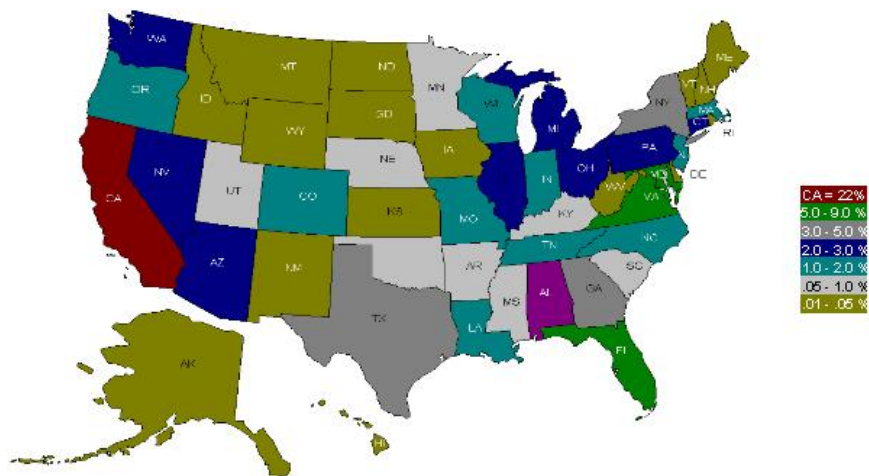 WA
MT
ND
MN
ME
OR
ID
WI
VT
NH
NY
MA
CT
RI
SD
WY
MI
IA
PA
NE
OH
NJ
NV
IN
MD
DE
UT
CO
WV
VA
CA
KS
MO
KY
NC
TN
AZ
NM
AR
SC
MS
AL
GA
TX
LA
FL
AK
HI
CA = 22%
5.0 - 9.0 %
3.0 - 5.0 %
2.0 - 3.0 %
1.0 - 2.0 %
.05 - 1.0 %
.01 - .05 %